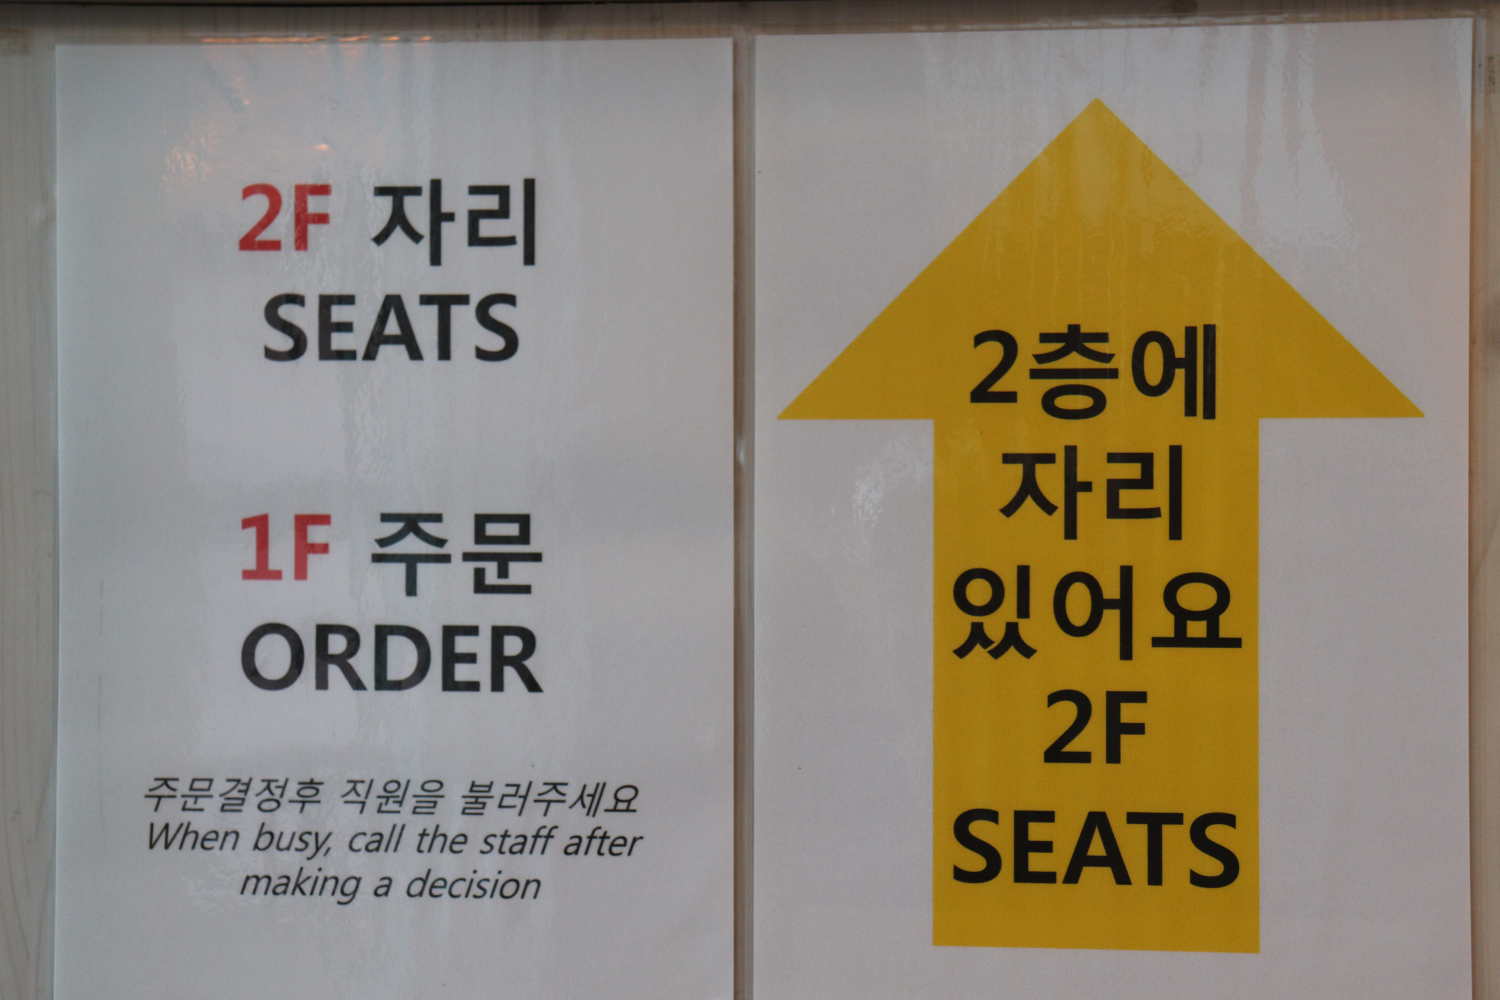 2F 자리
SEATS
1F 주문
ORDER
주문결정후 직원을 불러주세요
When busy, call the staff after
making a decision
2층에
자리
있어요
2F
SEATS